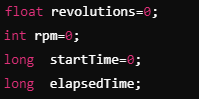 float revolutions=0;
int rpm=0;
long  startTime=0;
long  elapsedTime;